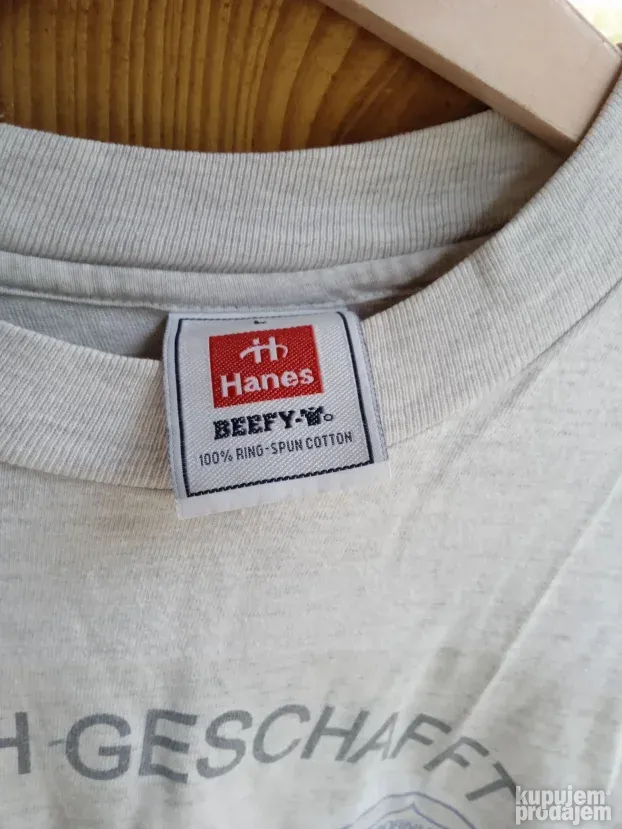 Hanes
BEEFY-T
100% RING-SPUN COTTON
H GESCHAFFT
kupujem
prodajem